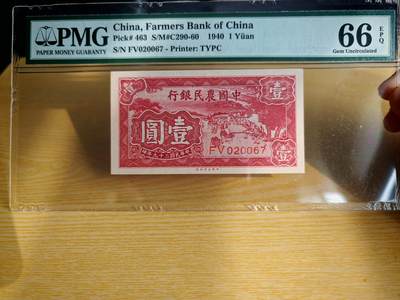 PMG
PAPER MONEY GUARANTY
China, Farmers Bank of China
Pick# 463 S/M#C290-60 1940 1 Yüan
S/N FV020067 - Printer: TYPC
66 EPQ
Gem Uncirculated
行銀民農國中
圓壹
壹
壹
FV020067